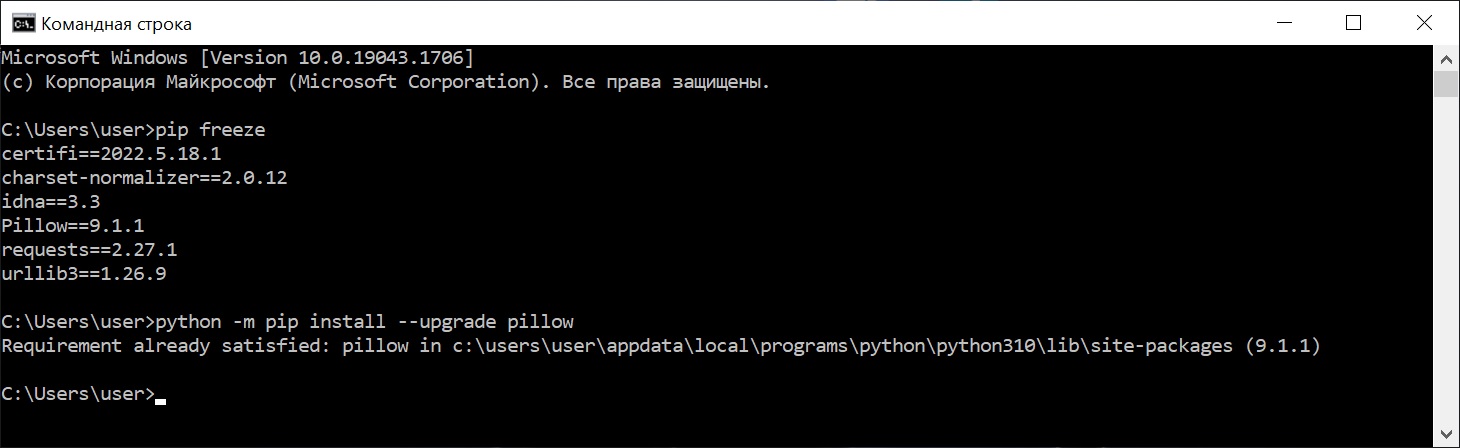 Командная строка
Microsoft Windows [Version 10.0.19043.1706]
(c) Корпорация Майкрософт (Microsoft Corporation). Все права защищены.
C:\Users\user>pip freeze
certifi==2022.5.18.1
charset-normalizer==2.0.12
idna==3.3
Pillow==9.1.1
requests==2.27.1
urllib3==1.26.9
C:\Users\user>python -m pip install --upgrade pillow
Requirement already satisfied: pillow in c:\users\user\appdata\local\programs\python\python310\lib\site-packages (9.1.1)
C:\Users\user>